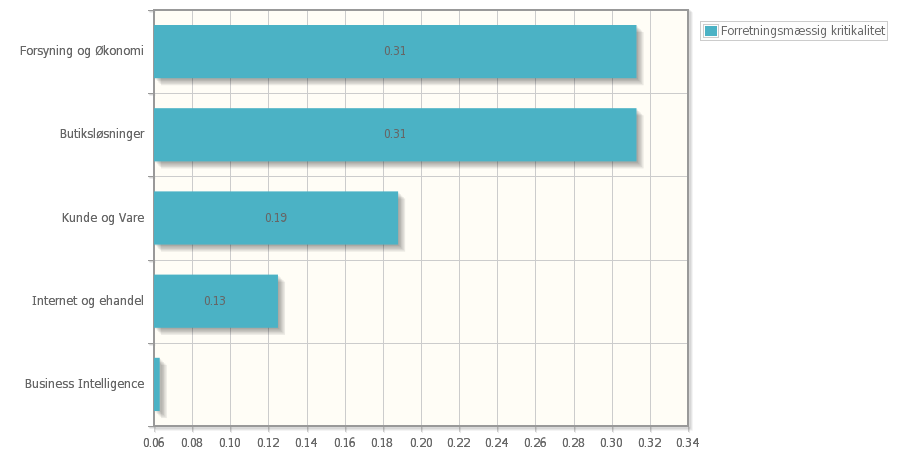 Forsyning og Økonomi
0.31
Forretningsmæssig kritikalitet
Butiksløsninger
0.31
Kunde og Vare
0.19
Internet og ehandel
0.13
Business Intelligence
0.06 0.08 0.10 0.12 0.14 0.16 0.18 0.20 0.22 0.24 0.26 0.28 0.30 0.32 0.34